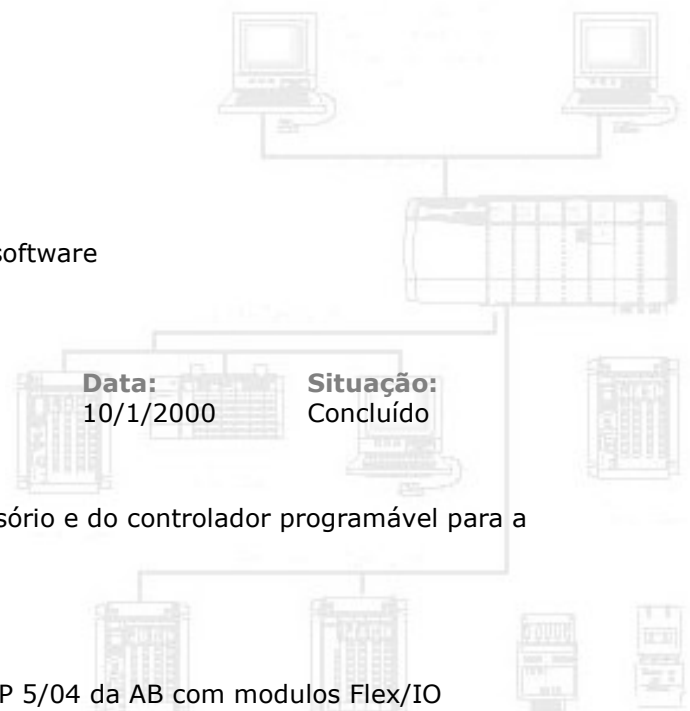 software
Data: Situação:
10/1/2000 Concluído
sório e do controlador programável para a
P 5/04 da AB com modulos Flex/IO